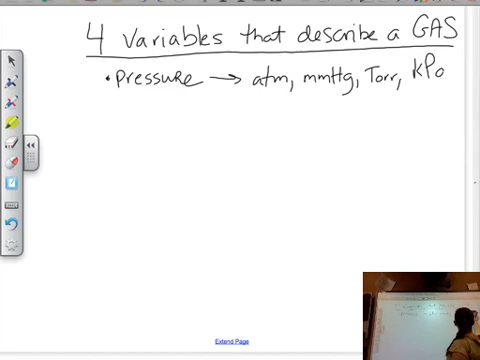 4 Variables that describe a GAS
• Pressure → atm, mmHg, Torr, kPa
Extend Page